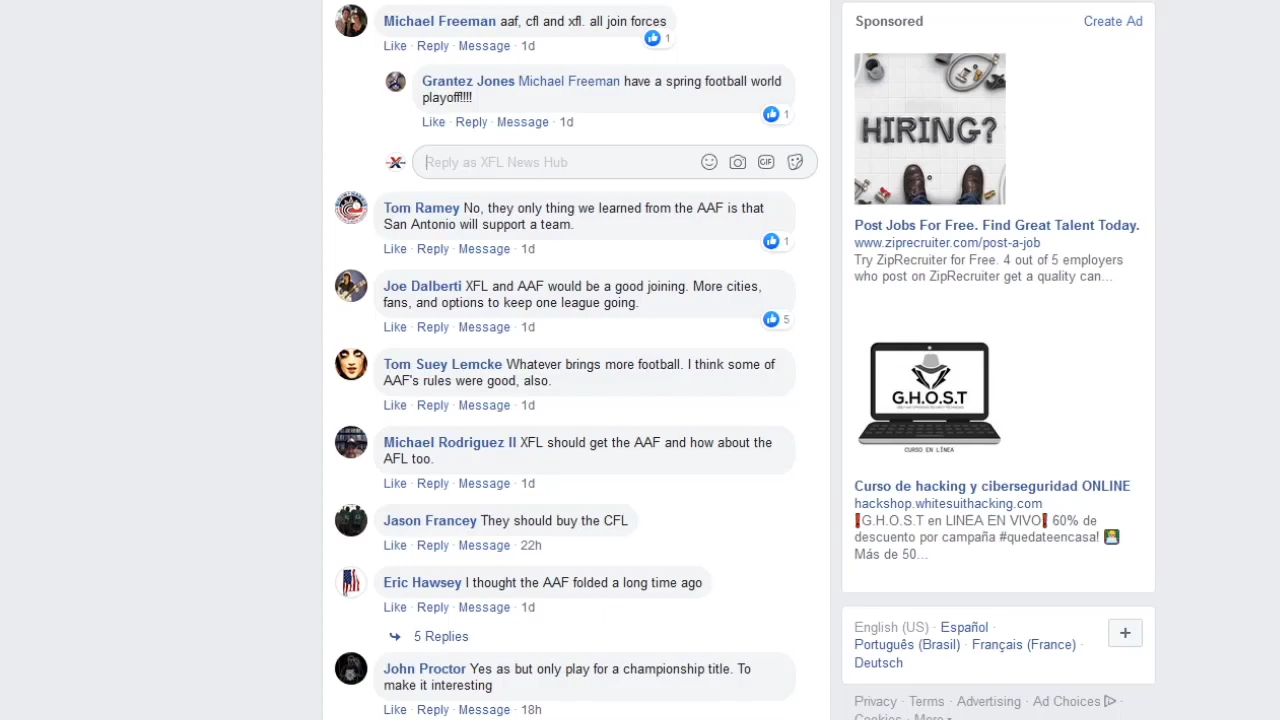 Michael Freeman aaf, cfl and xfl. all join forces
1
Like · Reply · Message · 1d
Grantez Jones Michael Freeman have a spring football world
playoff!!!!
1
Like · Reply · Message · 1d
Reply as XFL News Hub
GIF
Tom Ramey No, they only thing we learned from the AAF is that
San Antonio will support a team.
1
Like · Reply · Message · 1d
Joe Dalberti XFL and AAF would be a good joining. More cities,
fans, and options to keep one league going.
5
Like · Reply · Message · 1d
Tom Suey Lemcke Whatever brings more football. I think some of
AAF's rules were good, also.
Like · Reply · Message · 1d
Michael Rodriguez II XFL should get the AAF and how about the
AFL too.
Like · Reply · Message · 1d
Jason Francey They should buy the CFL
Like · Reply · Message · 22h
Eric Hawsey I thought the AAF folded a long time ago
Like · Reply · Message · 1d
5 Replies
John Proctor Yes as but only play for a championship title. To
make it interesting
Like · Reply · Message · 18h
Sponsored
Create Ad
HIRING?
Post Jobs For Free. Find Great Talent Today.
www.ziprecruiter.com/post-a-job
Try ZipRecruiter for Free. 4 out of 5 employers
who post on ZipRecruiter get a quality can...
G.H.O.S.T
CURSO EN LÍNEA
Curso de hacking y ciberseguridad ONLINE
hackshop.whitesuithacking.com
❗G.H.O.S.T en LINEA EN VIVO❗ 60% de
descuento por campaña #quedateencasa! 👨‍💻
Más de 50...
English (US) · Español ·
Português (Brasil) · Français (France) ·
Deutsch
+
Privacy · Terms · Advertising · Ad Choices ·
Cookies · More